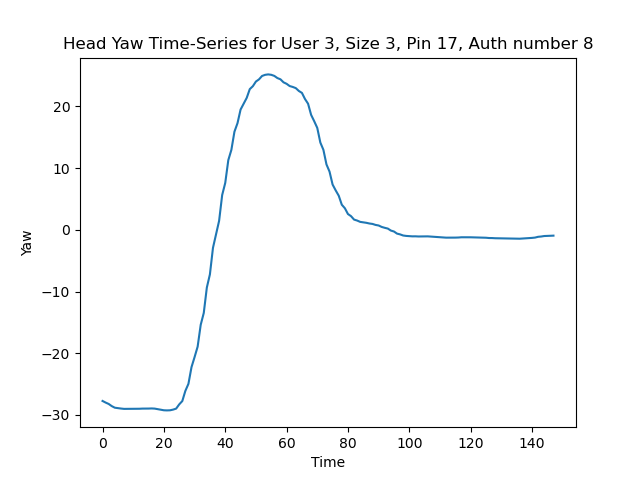 Head Yaw Time-Series for User 3, Size 3, Pin 17, Auth number 8
20
10
0
−10
−20
−30
Yaw
0 20 40 60 80 100 120 140
Time